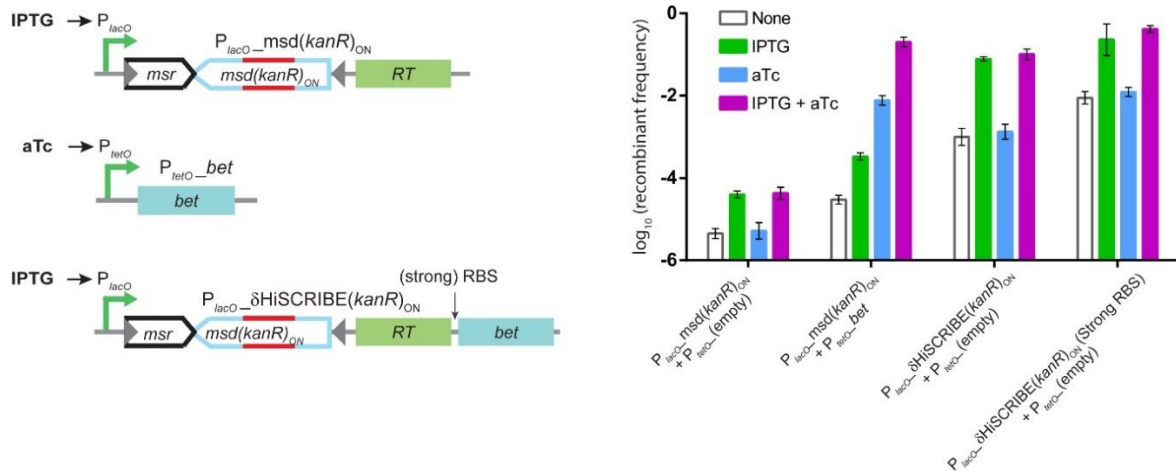 IPTG → PlacO
PlacO_msd(kanR)ON
msr
msd(kanR)ON
RT
aTc → PtetO
PtetO_bet
bet
IPTG → PlacO
PlacO_δHiSCRIBE(kanR)ON
(strong) RBS
msr
msd(kanR)ON
RT
bet
log10 (recombinant frequency)
-0
-2
-4
-6
None
IPTG
aTc
IPTG + aTc
PlacO_msd(kanR)ON
+ PtetO_(empty)
PlacO_msd(kanR)ON
+ PtetO_bet
PlacO_δHiSCRIBE(kanR)ON
+ PtetO_(empty)
PlacO_δHiSCRIBE(kanR)ON (Strong RBS)
+ PtetO_(empty)